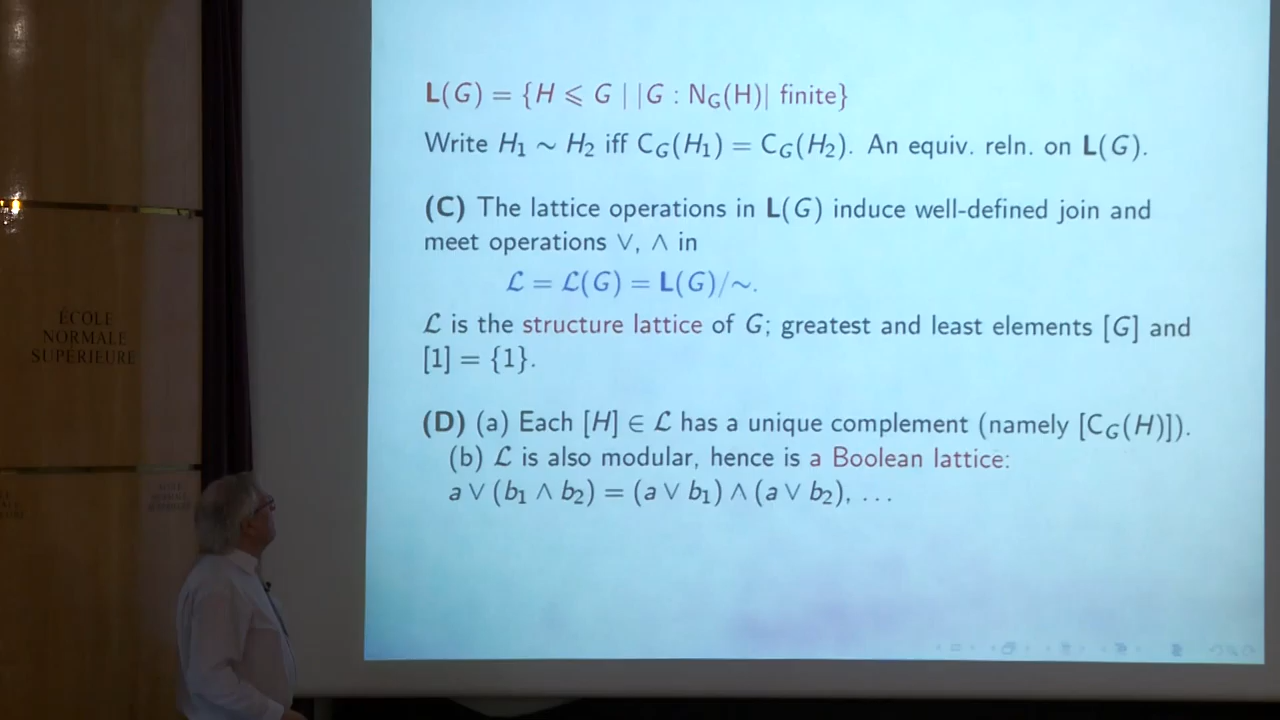 L(G) = {H ⩽ G | |G : N_G(H)| finite}
Write H₁ ∼ H₂ iff C_G(H₁) = C_G(H₂). An equiv. reln. on L(G).
(C) The lattice operations in L(G) induce well-defined join and
meet operations ∨, ∧ in
ℒ = ℒ(G) = L(G)/∼.
ℒ is the structure lattice of G; greatest and least elements [G] and
[1] = {1}.
(D) (a) Each [H] ∈ ℒ has a unique complement (namely [C_G(H)]).
(b) ℒ is also modular, hence is a Boolean lattice:
a ∨ (b₁ ∧ b₂) = (a ∨ b₁) ∧ (a ∨ b₂), …
ÉCOLE
NORMALE
SUPÉRIEURE